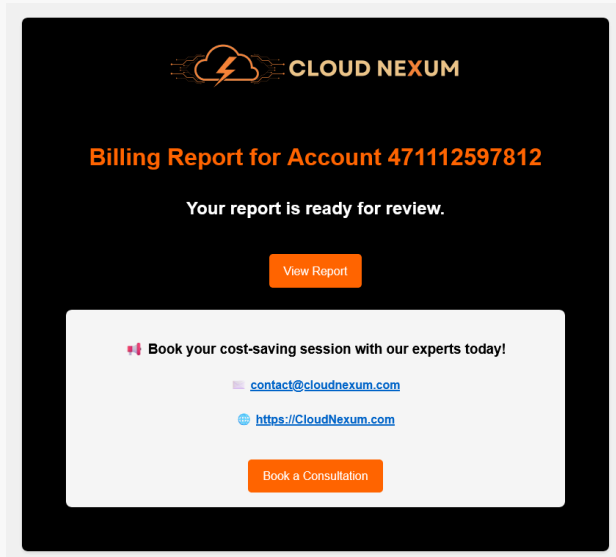 CLOUD NEXUM
Billing Report for Account 471112597812
Your report is ready for review.
View Report
📢 Book your cost-saving session with our experts today!
contact@cloudnexum.com
https://CloudNexum.com
Book a Consultation